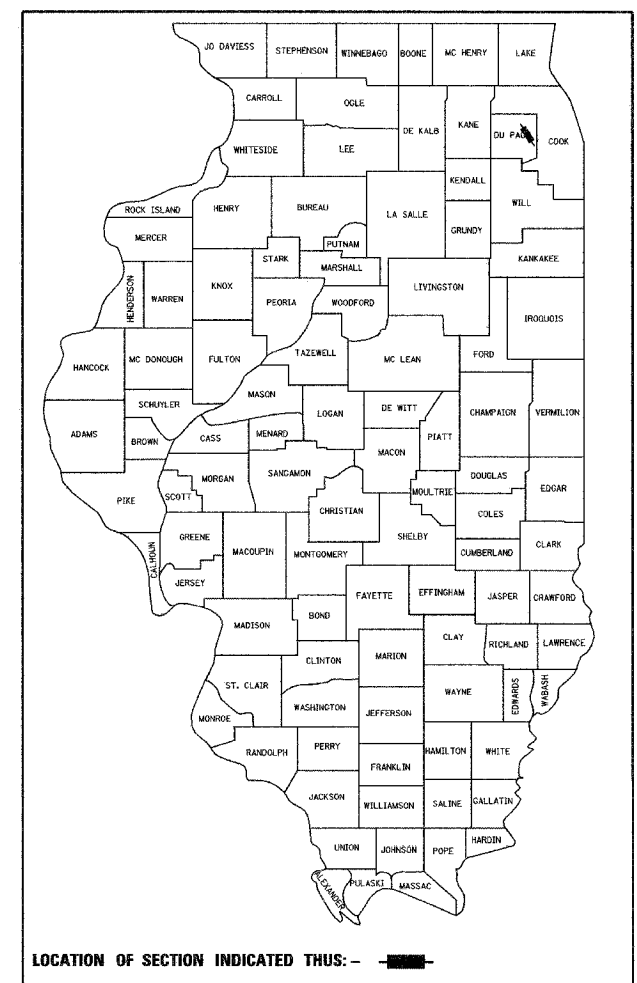 JO DAVIESS
STEPHENSON
WINNEBAGO
BOONE
MC HENRY
LAKE
CARROLL
OGLE
DE KALB
KANE
DU PAGE
COOK
WHITESIDE
LEE
KENDALL
WILL
ROCK ISLAND
HENRY
BUREAU
LA SALLE
GRUNDY
MERCER
PUTNAM
KANKAKEE
STARK
MARSHALL
HENDERSON
WARREN
KNOX
PEORIA
WOODFORD
LIVINGSTON
IROQUOIS
HANCOCK
MC DONOUGH
FULTON
TAZEWELL
MC LEAN
FORD
MASON
SCHUYLER
LOGAN
DE WITT
CHAMPAIGN
VERMILION
ADAMS
BROWN
CASS
MENARD
MACON
PIATT
SANGAMON
MORGAN
DOUGLAS
EDGAR
PIKE
SCOTT
MOULTRIE
CHRISTIAN
COLES
GREENE
MACOUPIN
MONTGOMERY
SHELBY
CUMBERLAND
CLARK
CALHOUN
JERSEY
FAYETTE
EFFINGHAM
JASPER
CRAWFORD
MADISON
BOND
CLAY
RICHLAND
LAWRENCE
CLINTON
MARION
ST. CLAIR
WAYNE
EDWARDS
WABASH
WASHINGTON
JEFFERSON
MONROE
RANDOLPH
PERRY
HAMILTON
WHITE
FRANKLIN
JACKSON
WILLIAMSON
SALINE
GALLATIN
UNION
JOHNSON
POPE
HARDIN
ALEXANDER
PULASKI
MASSAC
LOCATION OF SECTION INDICATED THUS: -